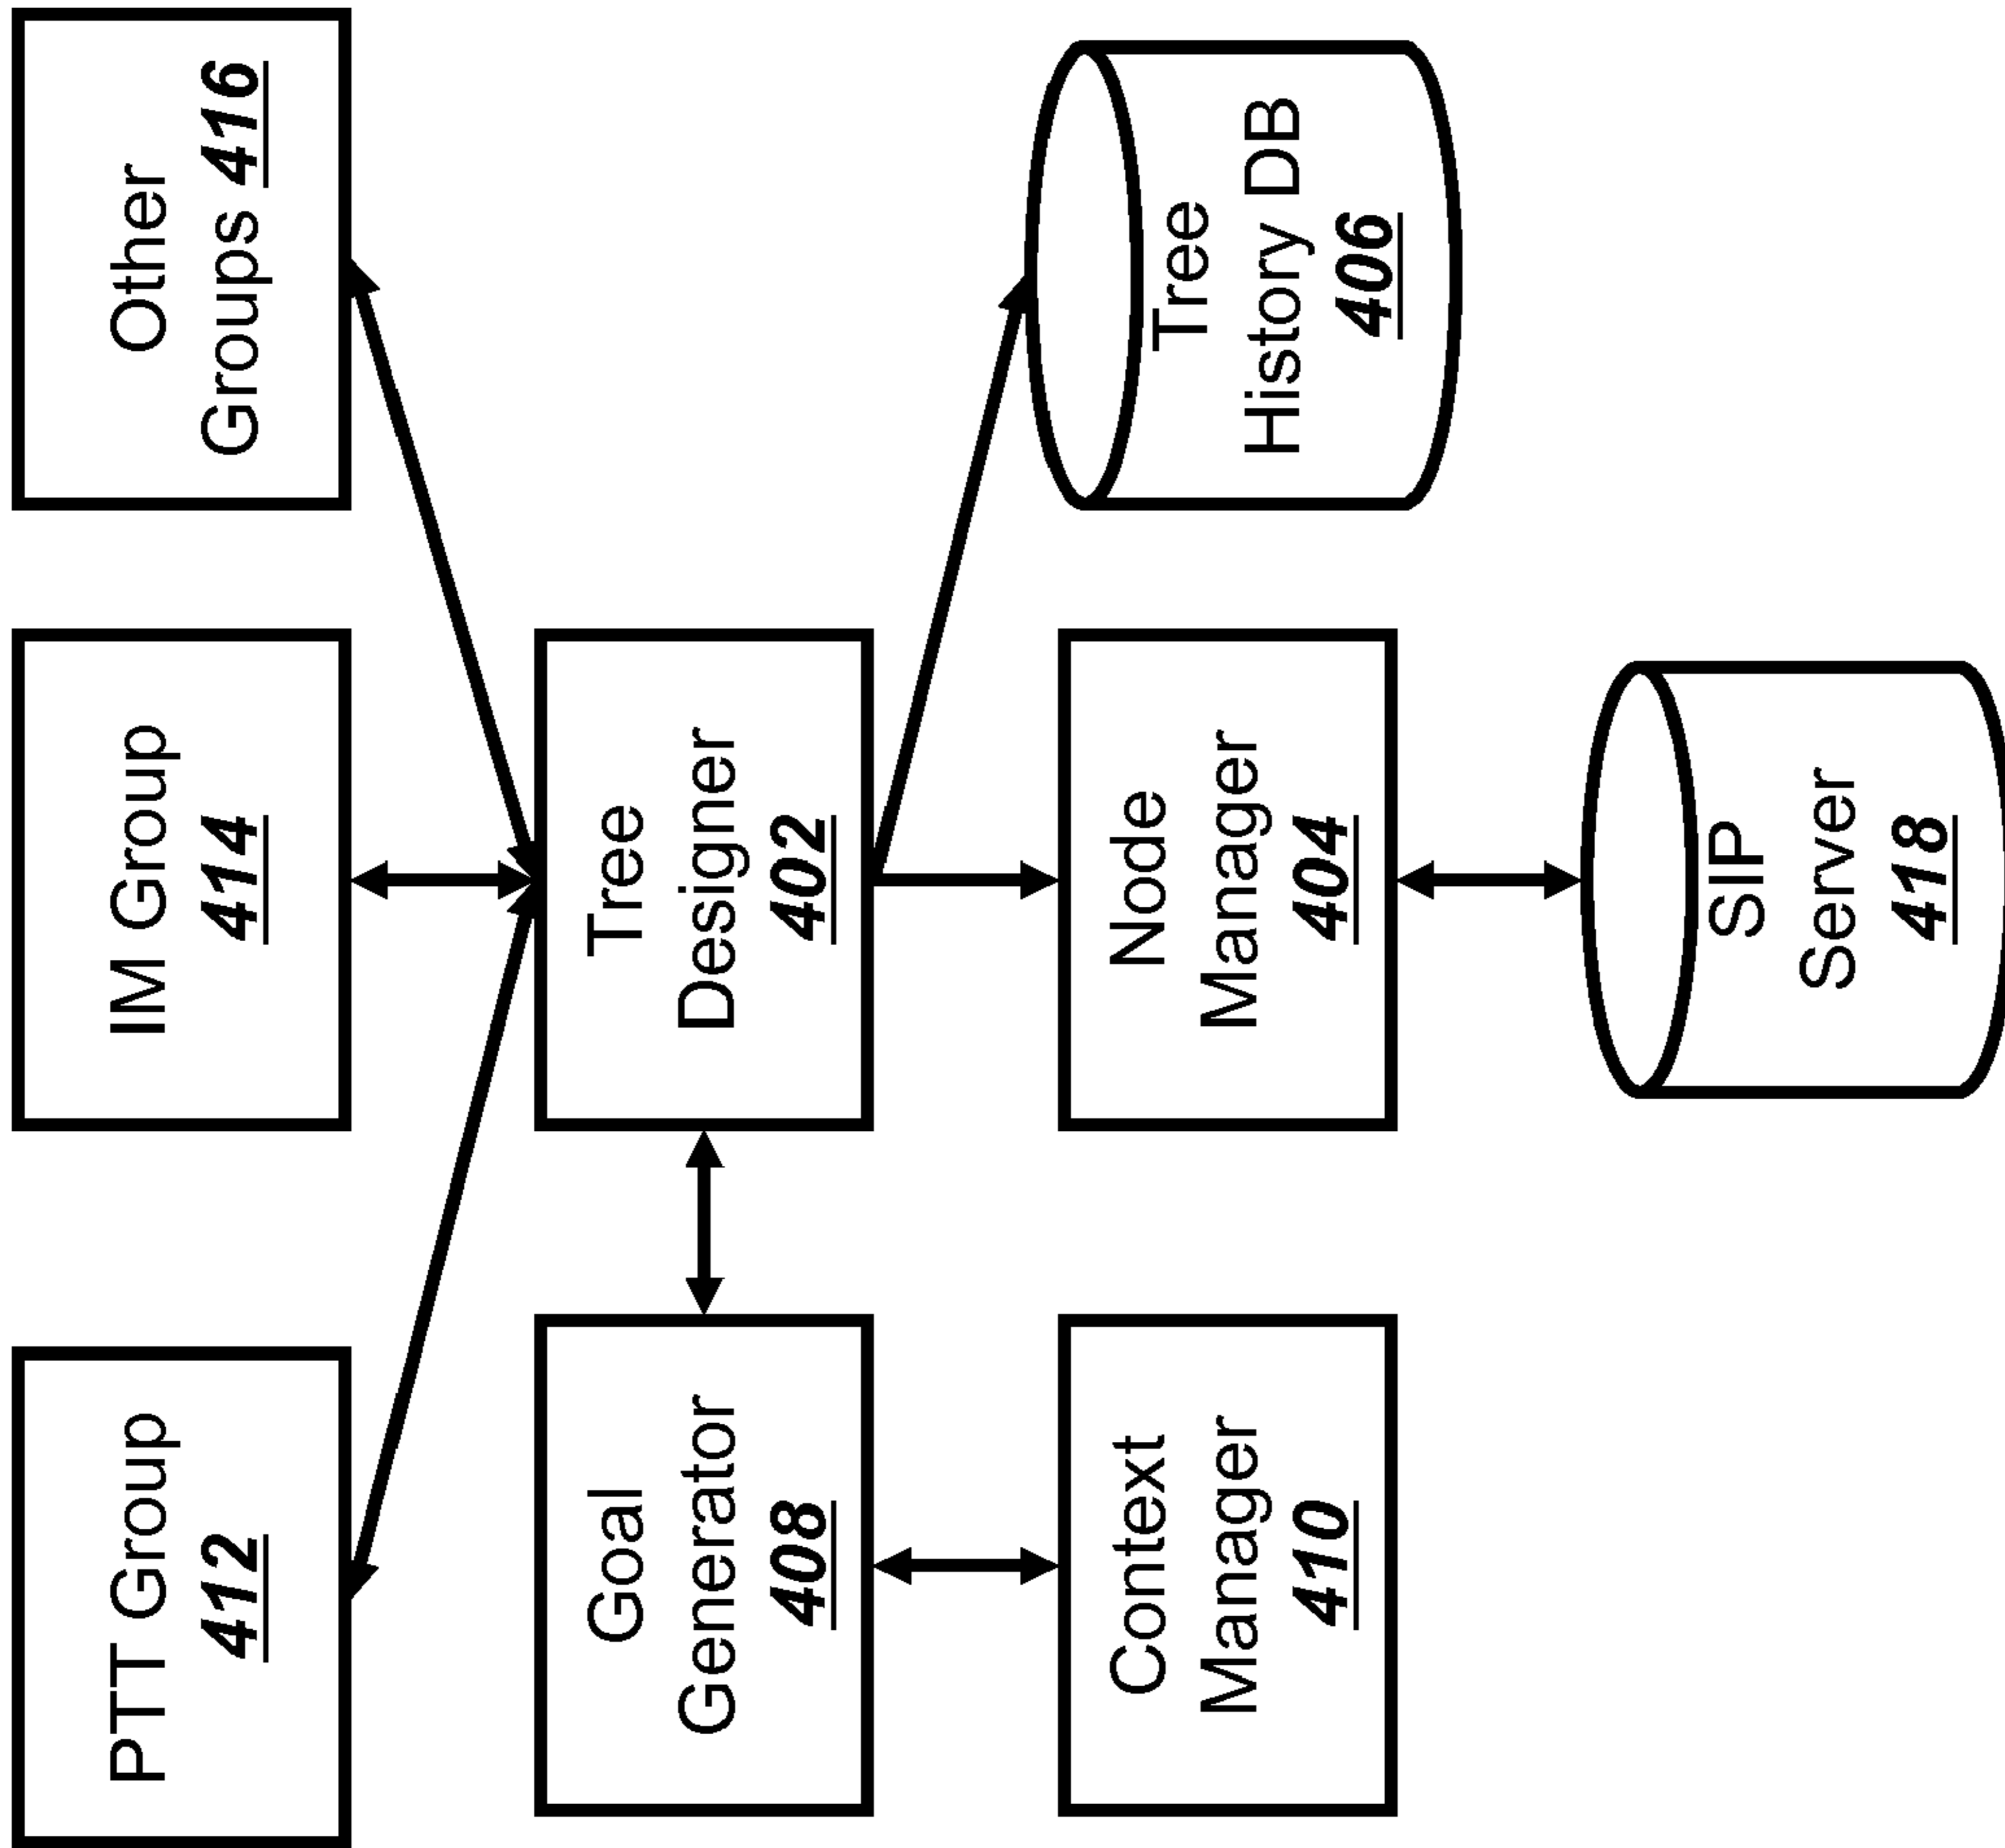 PTT Group
412
IM Group
414
Other
Groups 416
Goal
Generator
408
Tree
Designer
402
Context
Manager
410
Node
Manager
404
Tree
History DB
406
SIP
Server
418